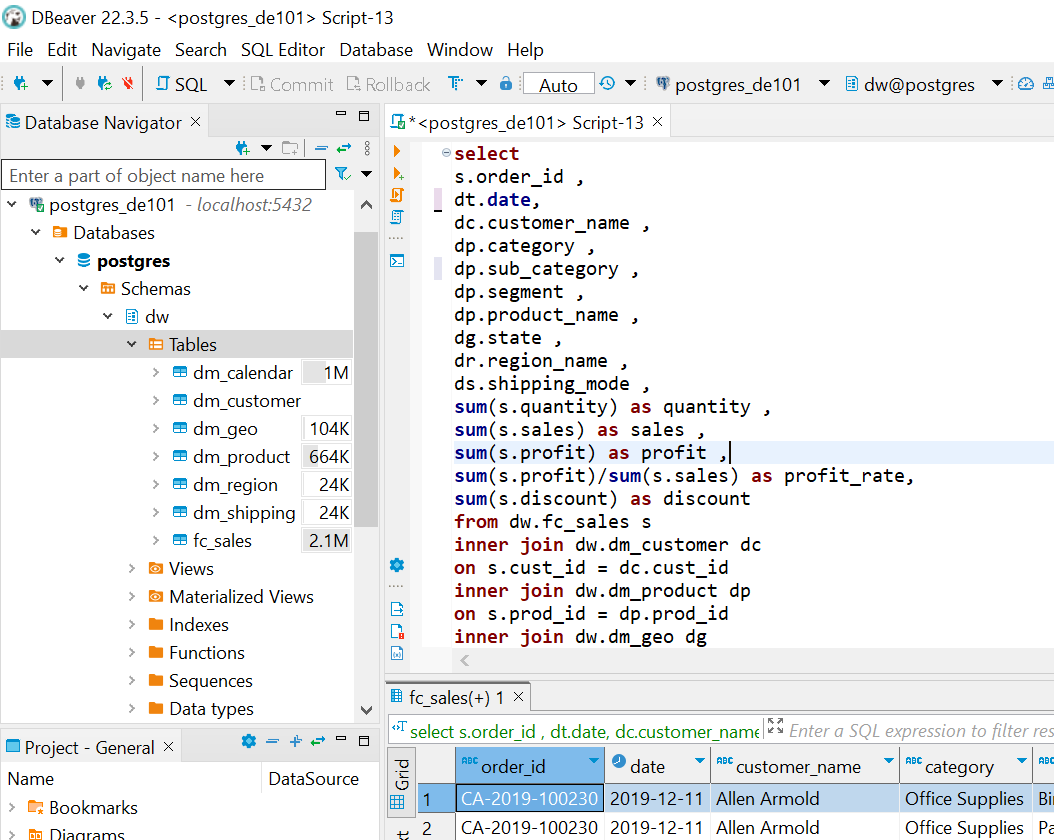 DBeaver 22.3.5 - <postgres_de101> Script-13
File Edit Navigate Search SQL Editor Database Window Help
SQL Commit Rollback Auto postgres_de101 dw@postgres
Database Navigator
Enter a part of object name here
postgres_de101 - localhost:5432
Databases
postgres
Schemas
dw
Tables
dm_calendar 1M
dm_customer
dm_geo 104K
dm_product 664K
dm_region 24K
dm_shipping 24K
fc_sales 2.1M
Views
Materialized Views
Indexes
Functions
Sequences
Data types
Project - General
Name DataSource
Bookmarks
Diagrams
*<postgres_de101> Script-13
select
s.order_id ,
dt.date,
dc.customer_name ,
dp.category ,
dp.sub_category ,
dp.segment ,
dp.product_name ,
dg.state ,
dr.region_name ,
ds.shipping_mode ,
sum(s.quantity) as quantity ,
sum(s.sales) as sales ,
sum(s.profit) as profit ,
sum(s.profit)/sum(s.sales) as profit_rate,
sum(s.discount) as discount
from dw.fc_sales s
inner join dw.dm_customer dc
on s.cust_id = dc.cust_id
inner join dw.dm_product dp
on s.prod_id = dp.prod_id
inner join dw.dm_geo dg
fc_sales(+) 1
select s.order_id , dt.date, dc.customer_name Enter a SQL expression to filter res
Grid
ABC order_id date ABC customer_name ABC category ABC
1 CA-2019-100230 2019-12-11 Allen Armold Office Supplies Bi
2 CA-2019-100230 2019-12-11 Allen Armold Office Supplies Pa